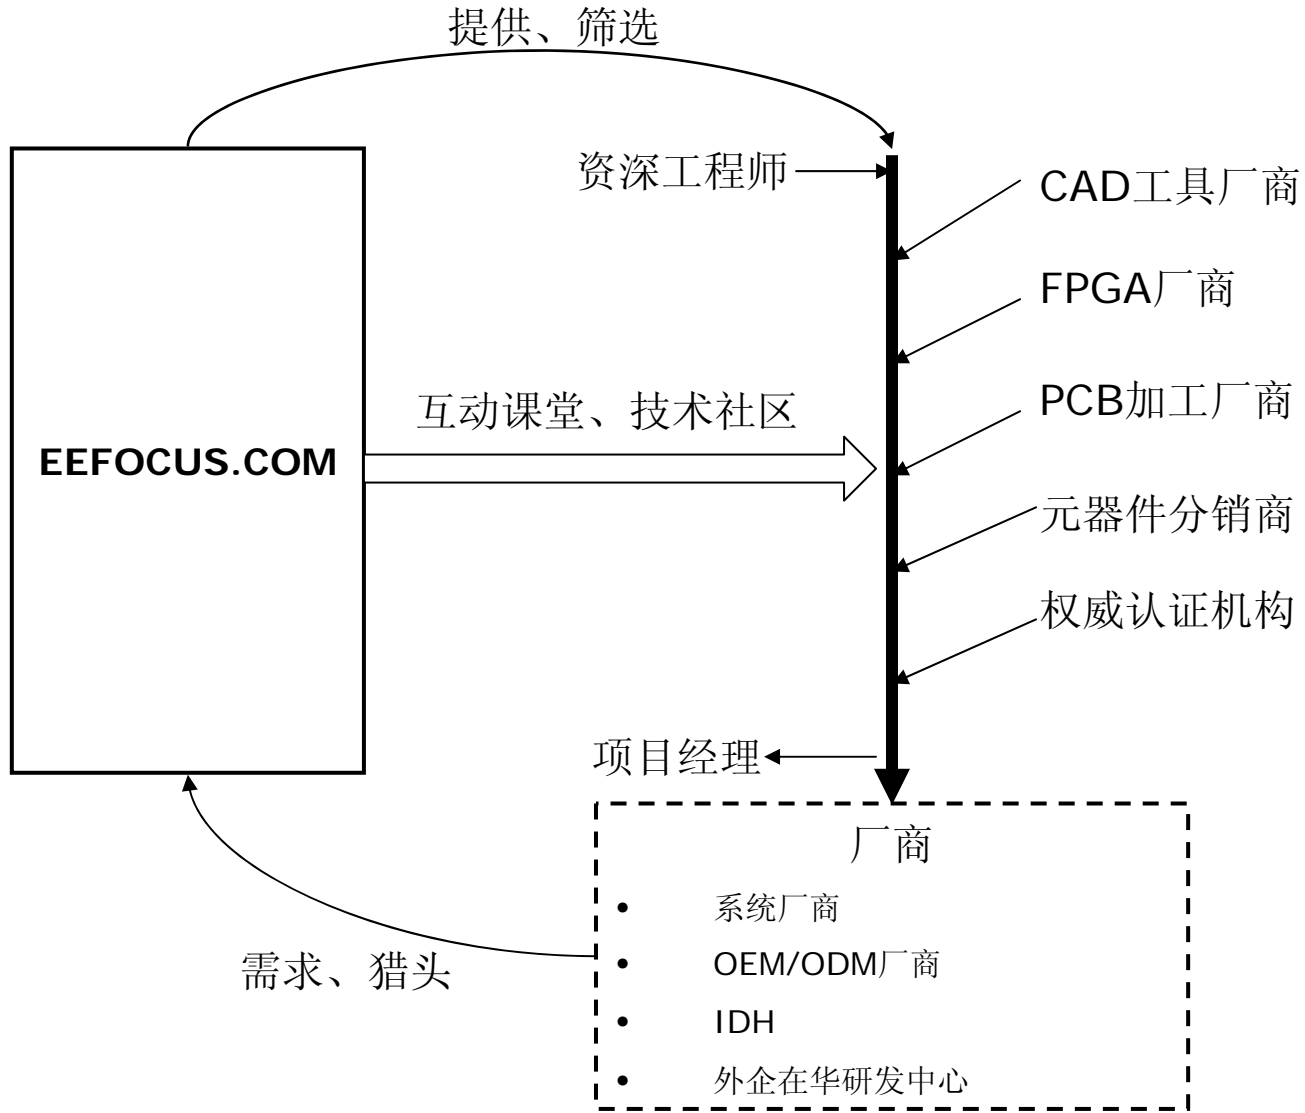 提供、筛选
资深工程师
CAD工具厂商
FPGA厂商
互动课堂、技术社区
PCB加工厂商
EEFOCUS.COM
元器件分销商
权威认证机构
项目经理
厂商
• 系统厂商
需求、猎头
• OEM/ODM厂商
• IDH
• 外企在华研发中心